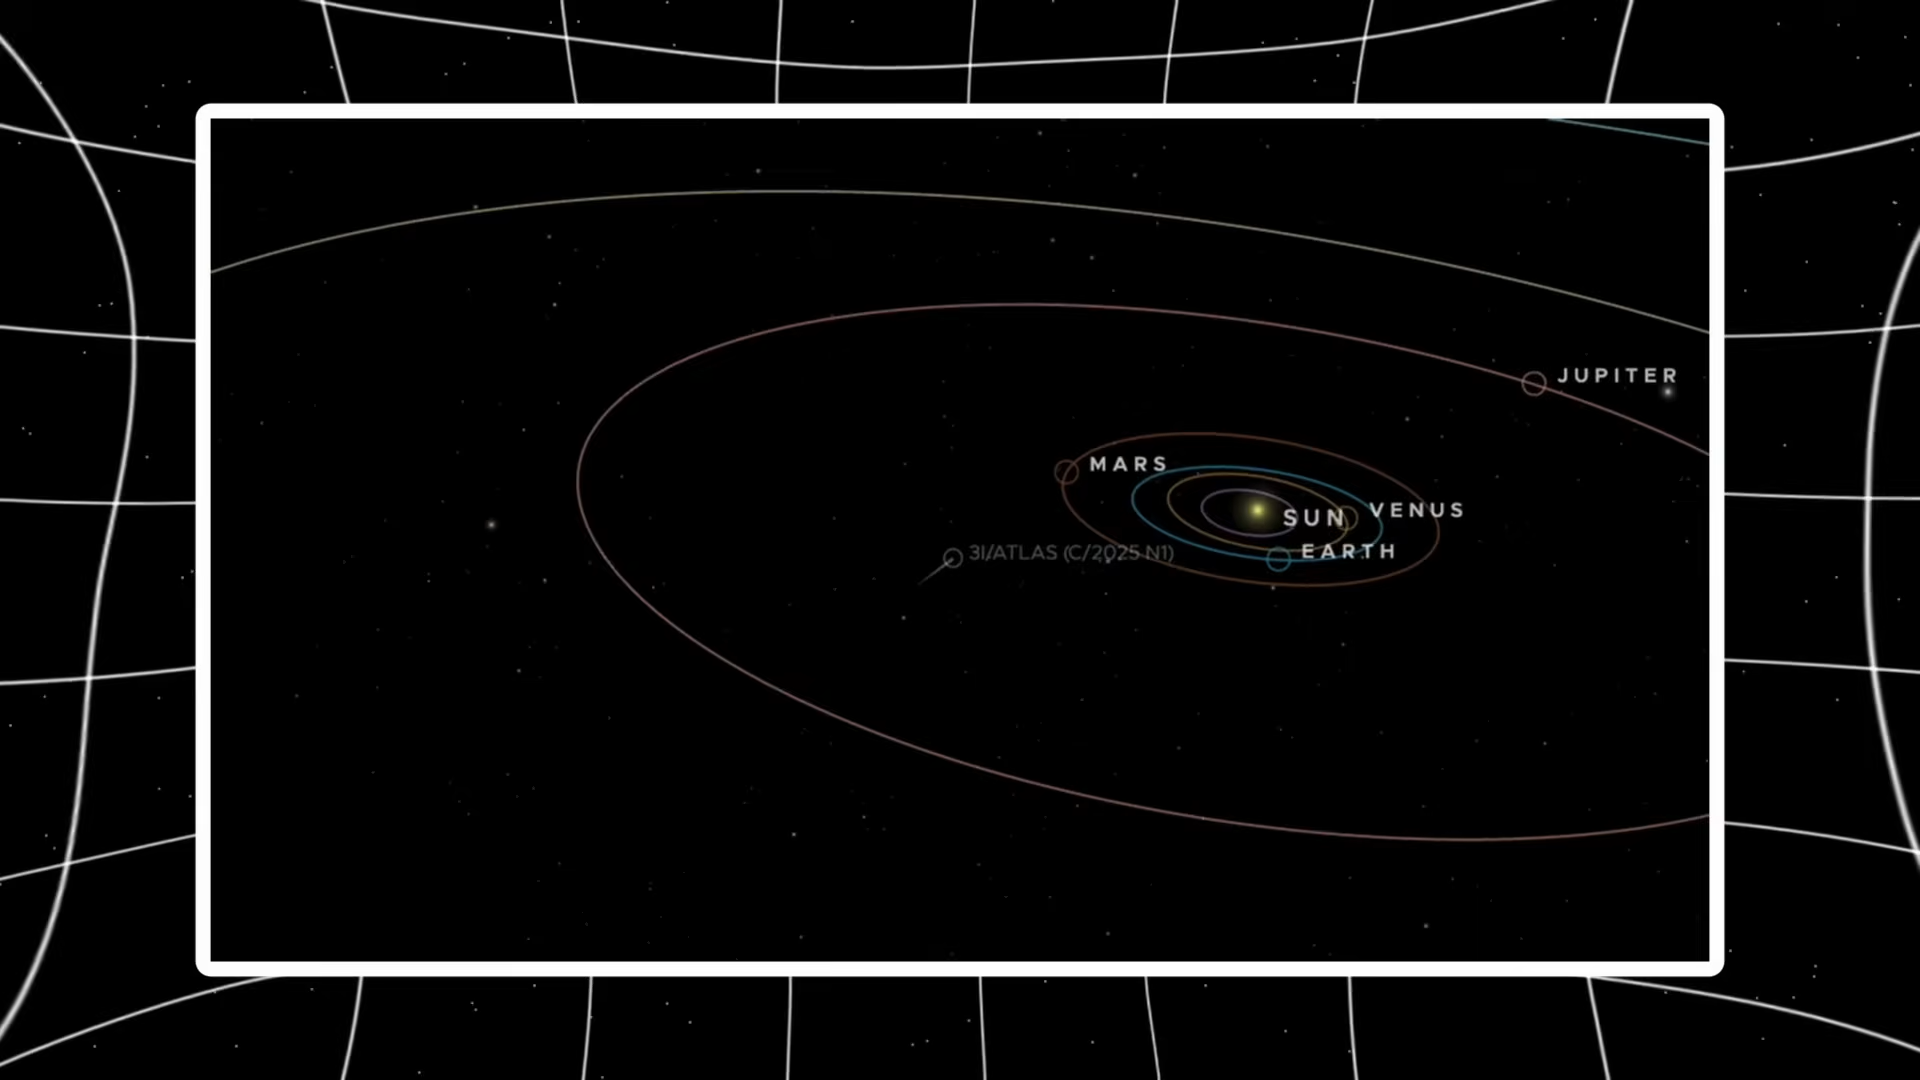 JUPITER
MARS
VENUS
SUN
EARTH
3I/ATLAS (C/2025 N1)